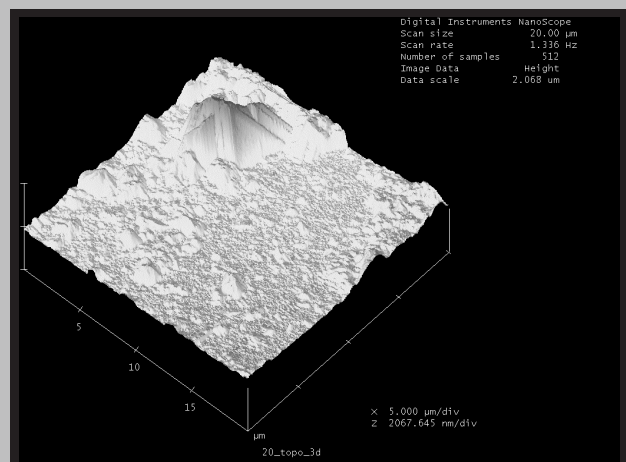 Digital Instruments NanoScope
Scan size 20.00 µm
Scan rate 1.336 Hz
Number of samples 512
Image Data Height
Data scale 2.068 um
5
10
15
µm
X 5.000 µm/div
Z 2067.645 nm/div
20_topo_3d